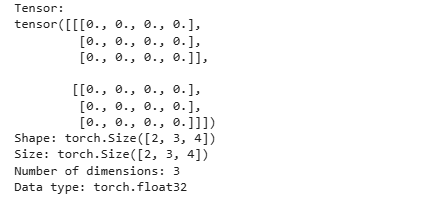 Tensor:
tensor([[[0., 0., 0., 0.],
         [0., 0., 0., 0.],
         [0., 0., 0., 0.]],

        [[0., 0., 0., 0.],
         [0., 0., 0., 0.],
         [0., 0., 0., 0.]]])
Shape: torch.Size([2, 3, 4])
Size: torch.Size([2, 3, 4])
Number of dimensions: 3
Data type: torch.float32